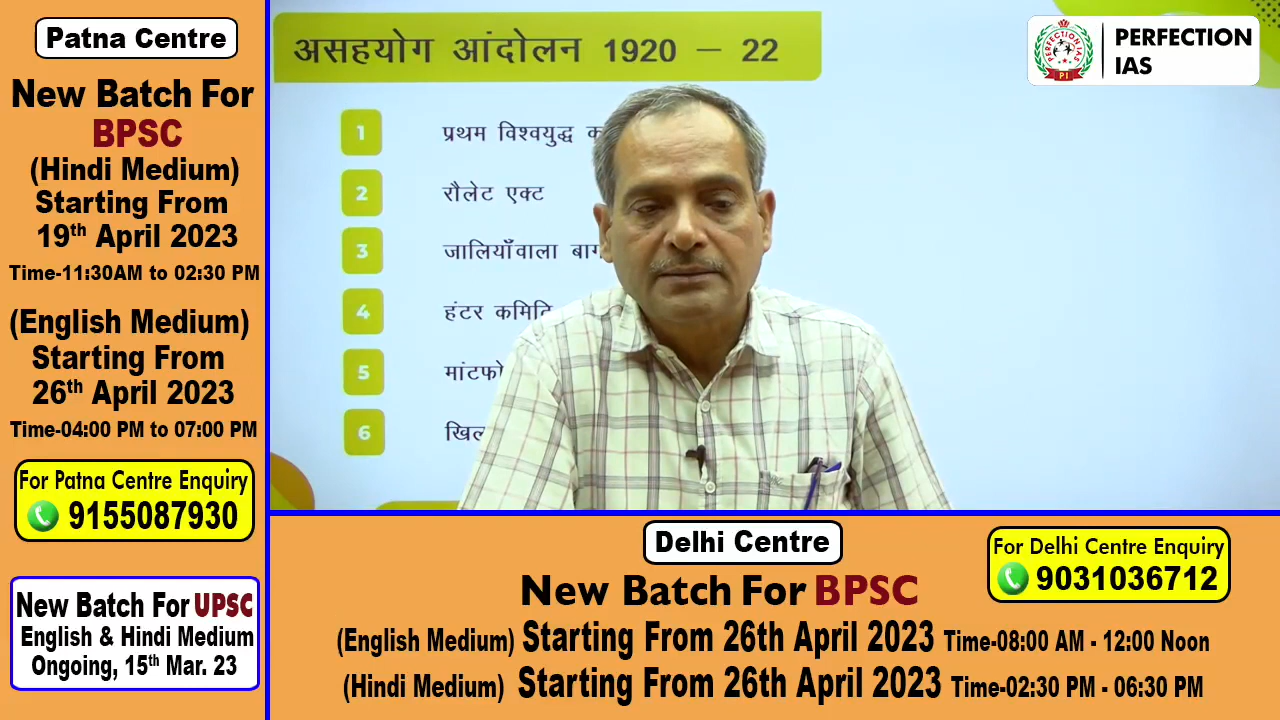 Patna Centre
New Batch For
BPSC
(Hindi Medium)
Starting From
19th April 2023
Time-11:30AM to 02:30 PM
(English Medium)
Starting From
26th April 2023
Time-04:00 PM to 07:00 PM
For Patna Centre Enquiry
9155087930
New Batch For UPSC
English & Hindi Medium
Ongoing, 15th Mar. 23
असहयोग आंदोलन 1920 – 22
1 प्रथम विश्वयुद्ध
2 रौलेट एक्ट
3 जालियाँवाला
4 हंटर कमिटि
5
6
PERFECTION IAS
PI
PERFECTION
IAS
Delhi Centre
New Batch For BPSC
(English Medium) Starting From 26th April 2023 Time-08:00 AM - 12:00 Noon
(Hindi Medium) Starting From 26th April 2023 Time-02:30 PM - 06:30 PM
For Delhi Centre Enquiry
9031036712